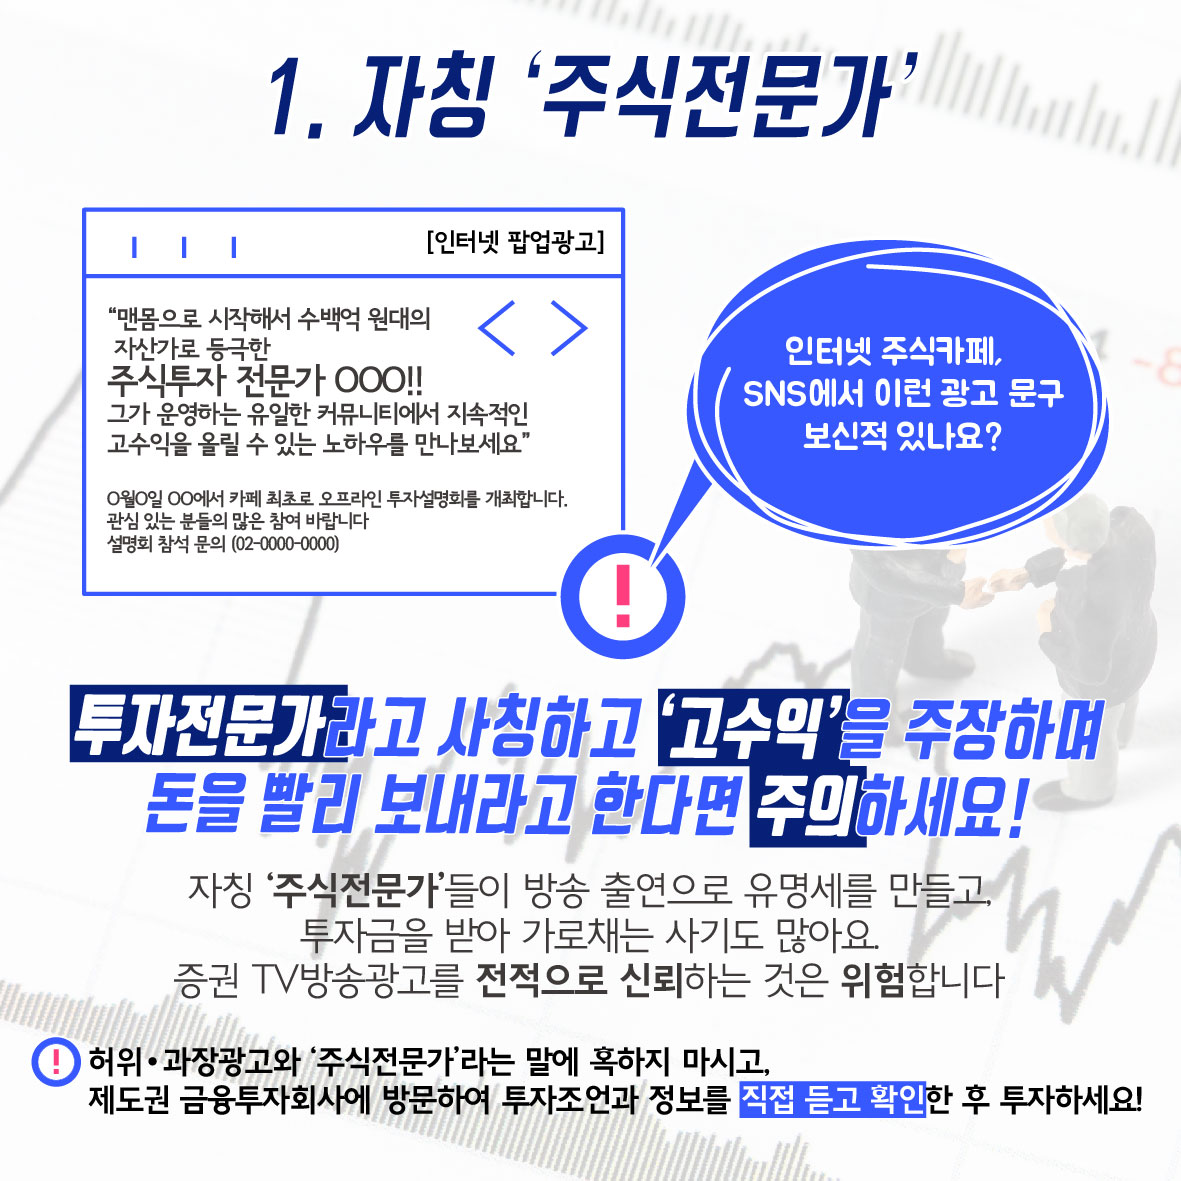 1. 자칭 ‘주식전문가’
[인터넷 팝업광고]
“맨몸으로 시작해서 수백억 원대의
자산가로 등극한
주식투자 전문가 OOO!!
그가 운영하는 유일한 커뮤니티에서 지속적인
고수익을 올릴 수 있는 노하우를 만나보세요”
O월O일 OO에서 카페 최초로 오프라인 투자설명회를 개최합니다.
관심 있는 분들의 많은 참여 바랍니다
설명회 참석 문의 (02-0000-0000)
인터넷 주식카페,
SNS에서 이런 광고 문구
보신적 있나요?
!
투자전문가라고 사칭하고 ‘고수익’을 주장하며
돈을 빨리 보내라고 한다면 주의하세요!
자칭 ‘주식전문가’들이 방송 출연으로 유명세를 만들고,
투자금을 받아 가로채는 사기도 많아요.
증권 TV방송광고를 전적으로 신뢰하는 것은 위험합니다
! 허위•과장광고와 ‘주식전문가’라는 말에 혹하지 마시고,
제도권 금융투자회사에 방문하여 투자조언과 정보를 직접 듣고 확인한 후 투자하세요!